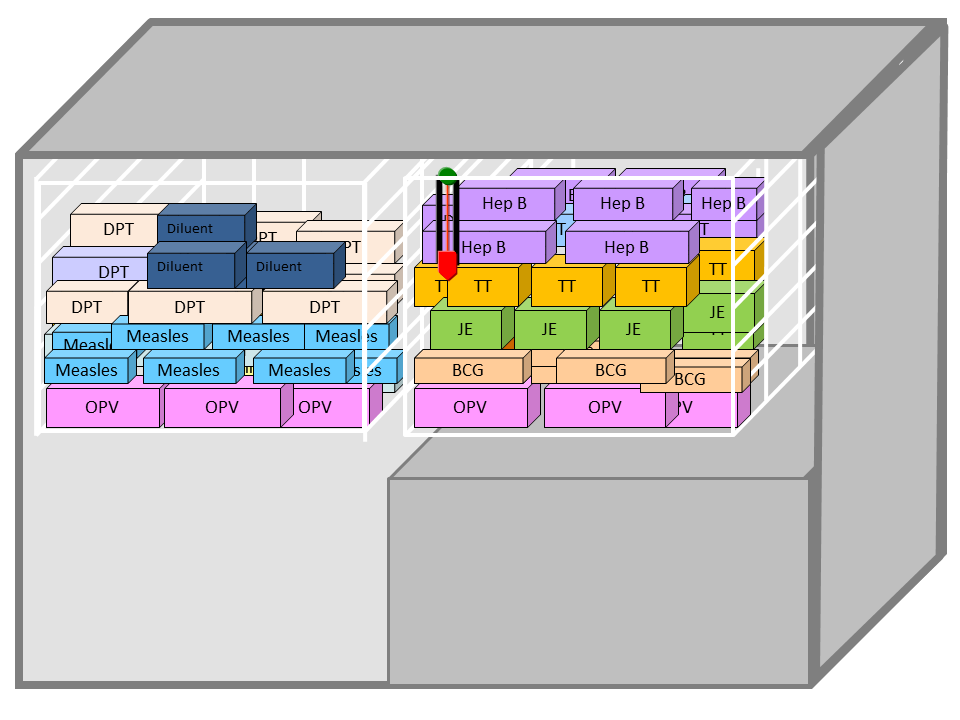 Hep B Hep B Hep B
DPT Diluent
Hep B Hep B
DPT Diluent Diluent
TT
TT TT TT
DPT DPT DPT
JE
JE JE JE
Measles Measles Measles
Measles Measles Measles
BCG BCG BCG
OPV OPV OPV
OPV OPV